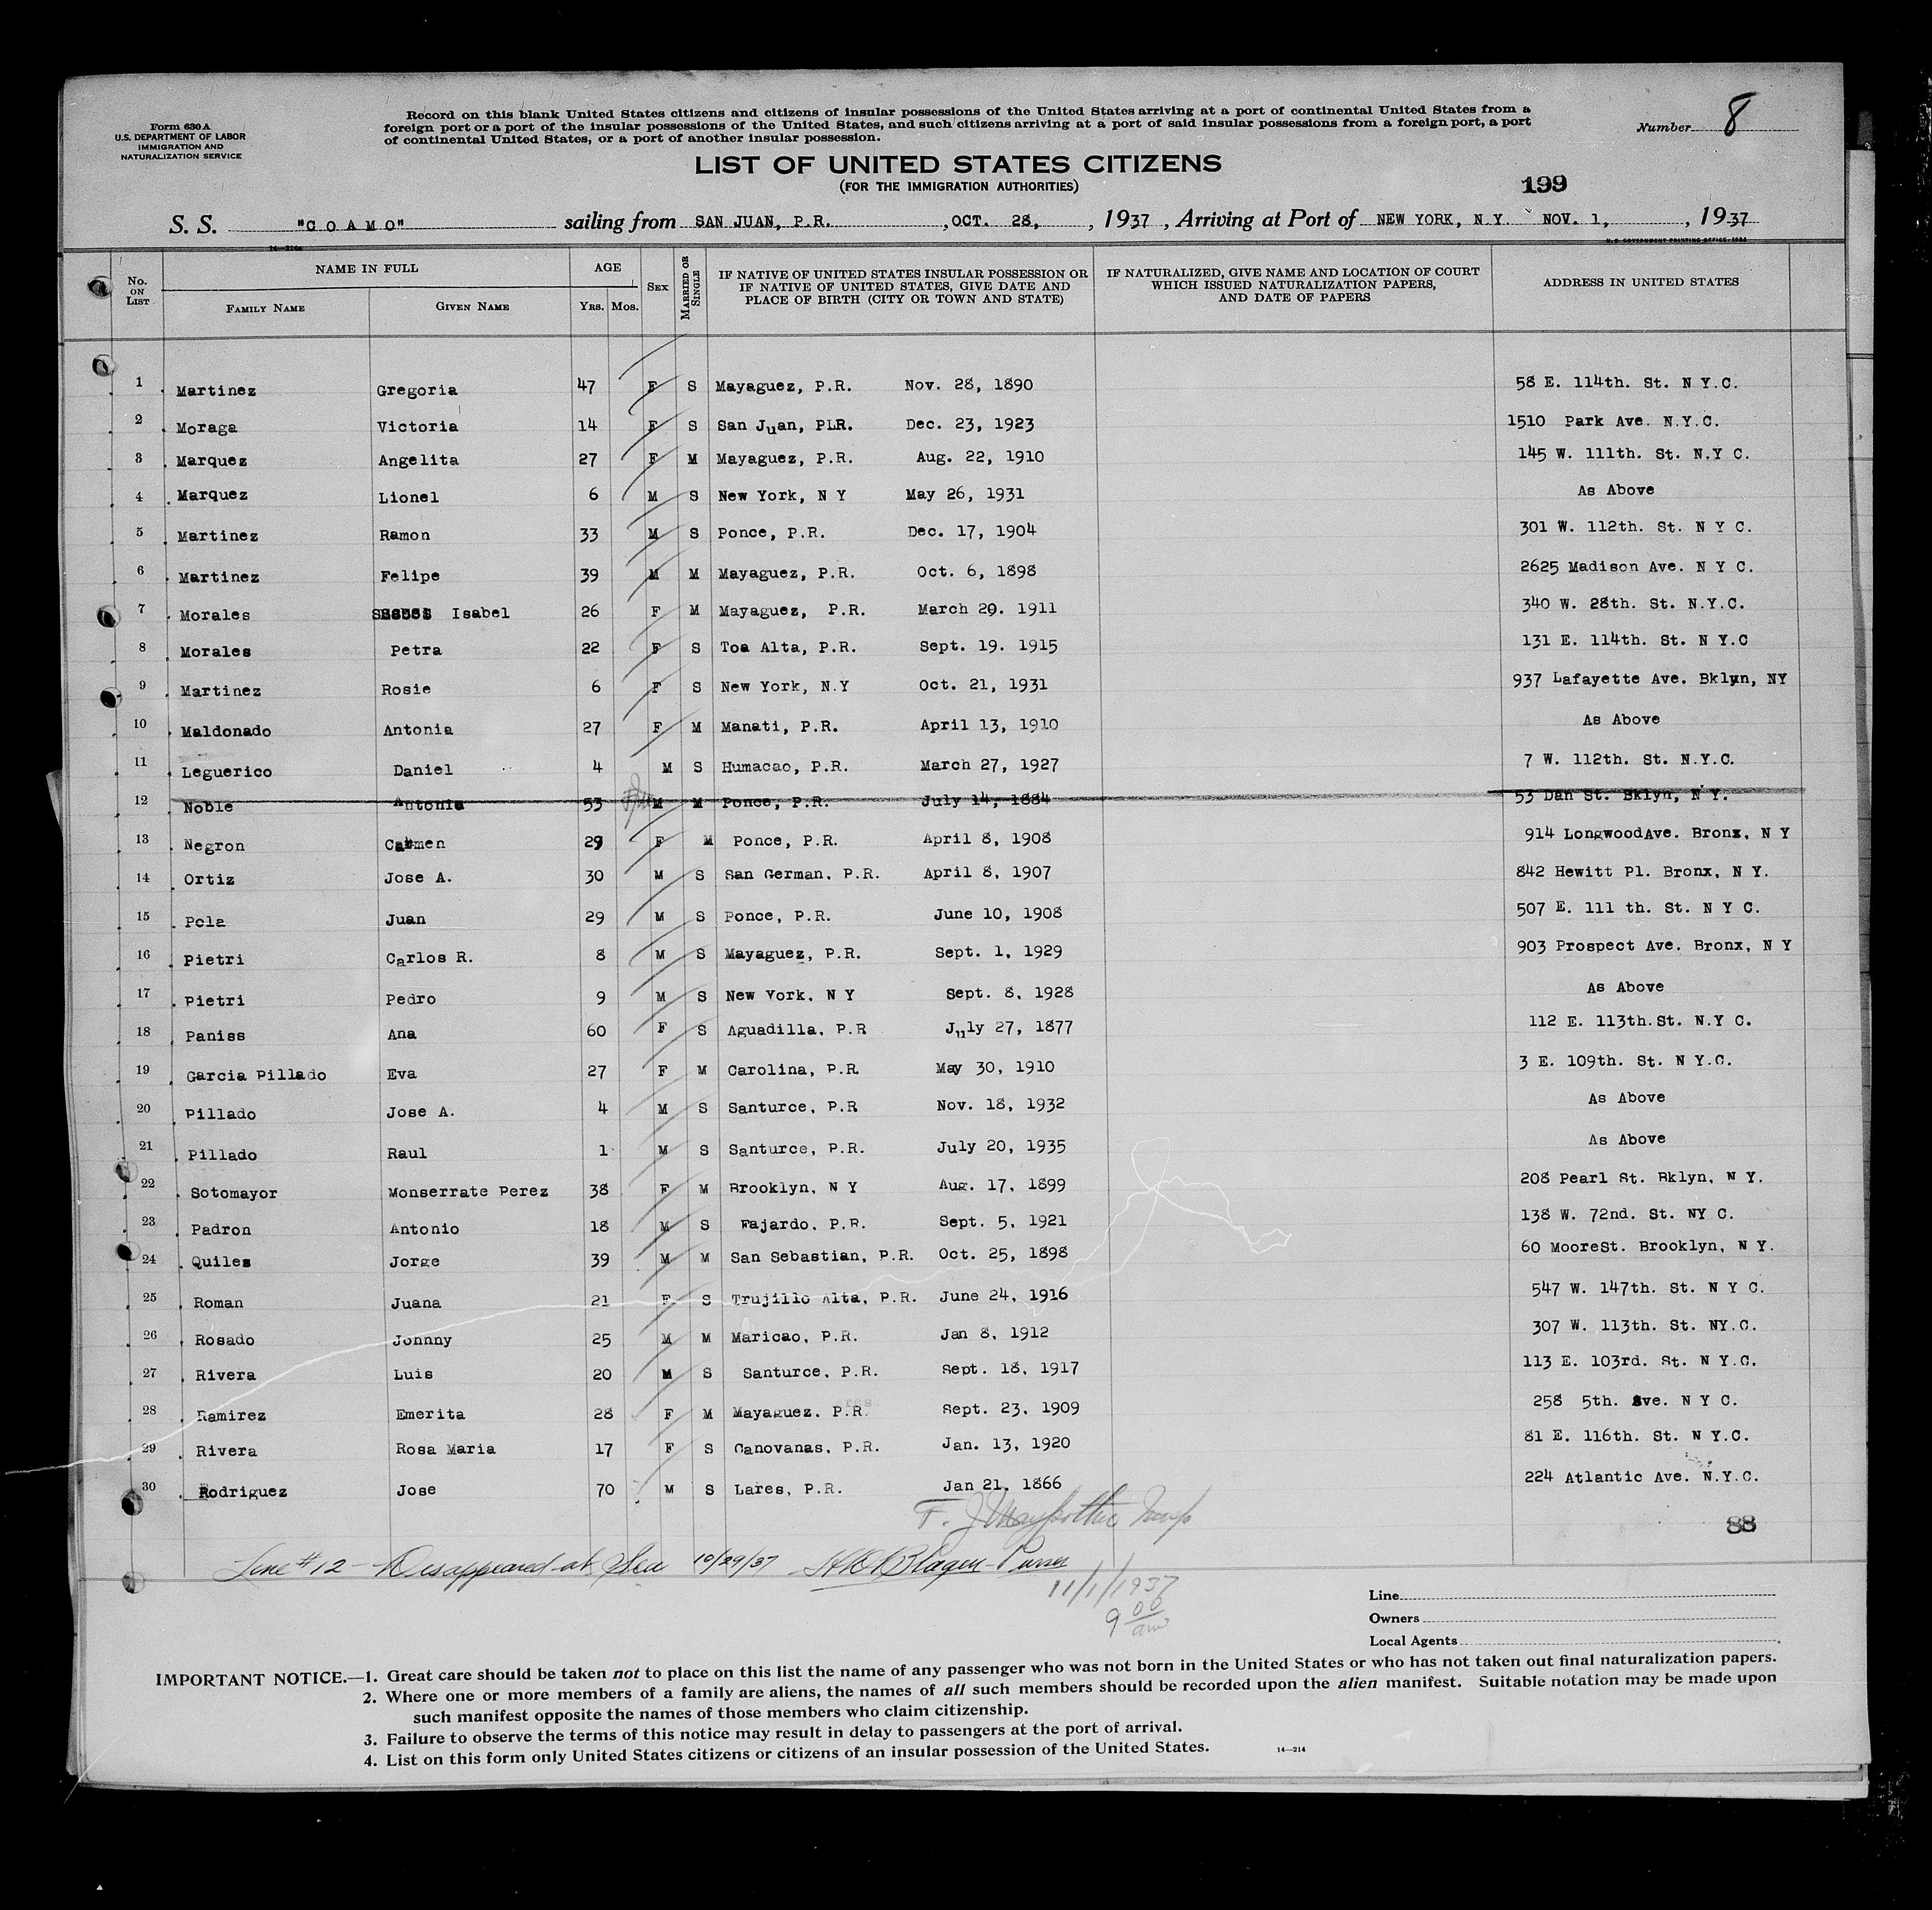 Form 630 A
U.S. DEPARTMENT OF LABOR
IMMIGRATION AND
NATURALIZATION SERVICE
Record on this blank United States citizens and citizens of insular possessions of the United States arriving at a port of continental United States from a
foreign port or a port of the insular possessions of the United States, and such citizens arriving at a port of said insular possessions from a foreign port, a port
of continental United States, or a port of another insular possession.
Number 8
LIST OF UNITED STATES CITIZENS
(FOR THE IMMIGRATION AUTHORITIES)
199
S. S. "C O A M O" sailing from SAN JUAN, P.R. , OCT. 28, , 1937 , Arriving at Port of NEW YORK, N.Y. NOV. 1, , 1937
14—214a U. S. GOVERNMENT PRINTING OFFICE: 1936
No. ON LIST NAME IN FULL FAMILY NAME GIVEN NAME AGE YRS. MOS. SEX MARRIED OR SINGLE IF NATIVE OF UNITED STATES INSULAR POSSESSION OR IF NATIVE OF UNITED STATES, GIVE DATE AND PLACE OF BIRTH (CITY OR TOWN AND STATE) IF NATURALIZED, GIVE NAME AND LOCATION OF COURT WHICH ISSUED NATURALIZATION PAPERS, AND DATE OF PAPERS ADDRESS IN UNITED STATES
1 Martinez Gregoria 47 F S Mayaguez, P.R. Nov. 28, 1890 58 E. 114th. St. N Y.C.
2 Moraga Victoria 14 F S San Juan, PLR. Dec. 23, 1923 1510 Park Ave. N.Y.C.
3 Marquez Angelita 27 F M Mayaguez, P.R. Aug. 22, 1910 145 W. 111th. St. N.Y C.
4 Marquez Lionel 6 M S New York, N Y May 26, 1931 As Above
5 Martinez Ramon 33 M S Ponce, P.R. Dec. 17, 1904 301 W. 112th. St. N Y C.
6 Martinez Felipe 39 M M Mayaguez, P.R. Oct. 6, 1898 2625 Madison Ave. N Y C.
7 Morales Isabel 26 F M Mayaguez, P.R. March 29. 1911 340 W. 28th. St. N.Y.C.
8 Morales Petra 22 F S Toa Alta, P.R. Sept. 19. 1915 131 E. 114th. St. N Y.C
9 Martinez Rosie 6 F S New York, N.Y Oct. 21, 1931 937 Lafayette Ave. Bklyn, NY
10 Maldonado Antonia 27 F M Manati, P.R. April 13, 1910 As Above
11 Leguerico Daniel 4 M S Humacao, P.R. March 27, 1927 7 W. 112th. St. N.Y.C.
12 Noble Antonia 53 M M Ponce, P.R. July 14, 1884 53 Dan St. Bklyn, N Y.
13 Negron Carmen 29 F M Ponce, P.R. April 8, 1908 914 LongwoodAve. Bronx, N Y
14 Ortiz Jose A. 30 M S San German, P.R. April 8, 1907 842 Hewitt Pl. Bronx, N Y.
15 Pola Juan 29 M S Ponce, P.R. June 10, 1908 507 E. 111 th. St. N Y C.
16 Pietri Carlos R. 8 M S Mayaguez, P.R. Sept. 1, 1929 903 Prospect Ave. Bronx, N Y
17 Pietri Pedro 9 M S New York, N Y Sept. 8, 1928 As Above
18 Paniss Ana 60 F S Aguadilla, P.R July 27, 1877 112 E. 113th.St. N.Y C.
19 Garcia Pillado Eva 27 F M Carolina, P.R May 30, 1910 3 E. 109th. St. N Y.C.
20 Pillado Jose A. 4 M S Santurce, P.R Nov. 18, 1932 As Above
21 Pillado Raul 1 M S Santurce, P.R. July 20, 1935 As Above
22 Sotomayor Monserrate Perez 38 F M Brooklyn, N Y Aug. 17, 1899 208 Pearl St. Bklyn, N Y.
23 Padron Antonio 18 M S Fajardo, P.R. Sept. 5, 1921 138 W. 72nd. St. NY C.
24 Quiles Jorge 39 M M San Sebastian, P.R. Oct. 25, 1898 60 MooreSt. Brooklyn, N Y.
25 Roman Juana 21 F S Trujillo Alta, P.R. June 24, 1916 547 W. 147th. St. N Y C.
26 Rosado Johnny 25 M M Maricao, P.R. Jan 8, 1912 307 W. 113th. St. NY.C.
27 Rivera Luis 20 M S Santurce, P.R. Sept. 18, 1917 113 E. 103rd. St. N Y.C.
28 Ramirez Emerita 28 F M Mayaguez, P.R. Sept. 23, 1909 258 5th. Ave. N Y C.
29 Rivera Rosa Maria 17 F S Canovanas, P.R. Jan. 13, 1920 81 E. 116th. St. N Y.C.
30 Rodriguez Jose 70 M S Lares, P.R. Jan 21, 1866 224 Atlantic Ave. N.Y.C.
88
Line #12 - Disappeared at Sea 10/29/37
11/1/1937
9 00 am
Line
Owners
Local Agents
IMPORTANT NOTICE.—1. Great care should be taken not to place on this list the name of any passenger who was not born in the United States or who has not taken out final naturalization papers.
2. Where one or more members of a family are aliens, the names of all such members should be recorded upon the alien manifest. Suitable notation may be made upon
such manifest opposite the names of those members who claim citizenship.
3. Failure to observe the terms of this notice may result in delay to passengers at the port of arrival.
4. List on this form only United States citizens or citizens of an insular possession of the United States.
14—214